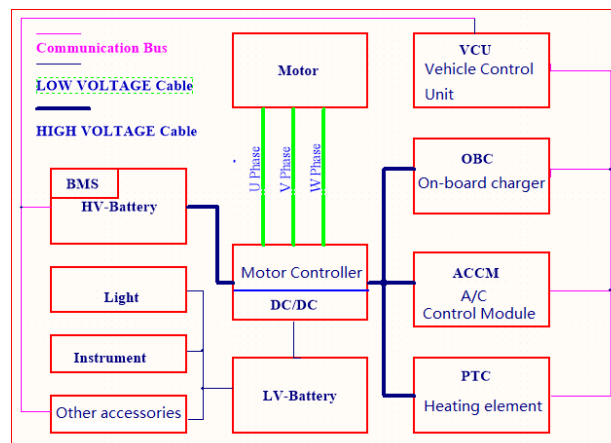 Communication Bus
LOW VOLTAGE Cable
HIGH VOLTAGE Cable
Motor
VCU
Vehicle Control
Unit
U Phase
V Phase
W Phase
OBC
On-board charger
BMS
HV-Battery
Motor Controller
DC/DC
ACCM
A/C
Control Module
Light
Instrument
Other accessories
LV-Battery
PTC
Heating element